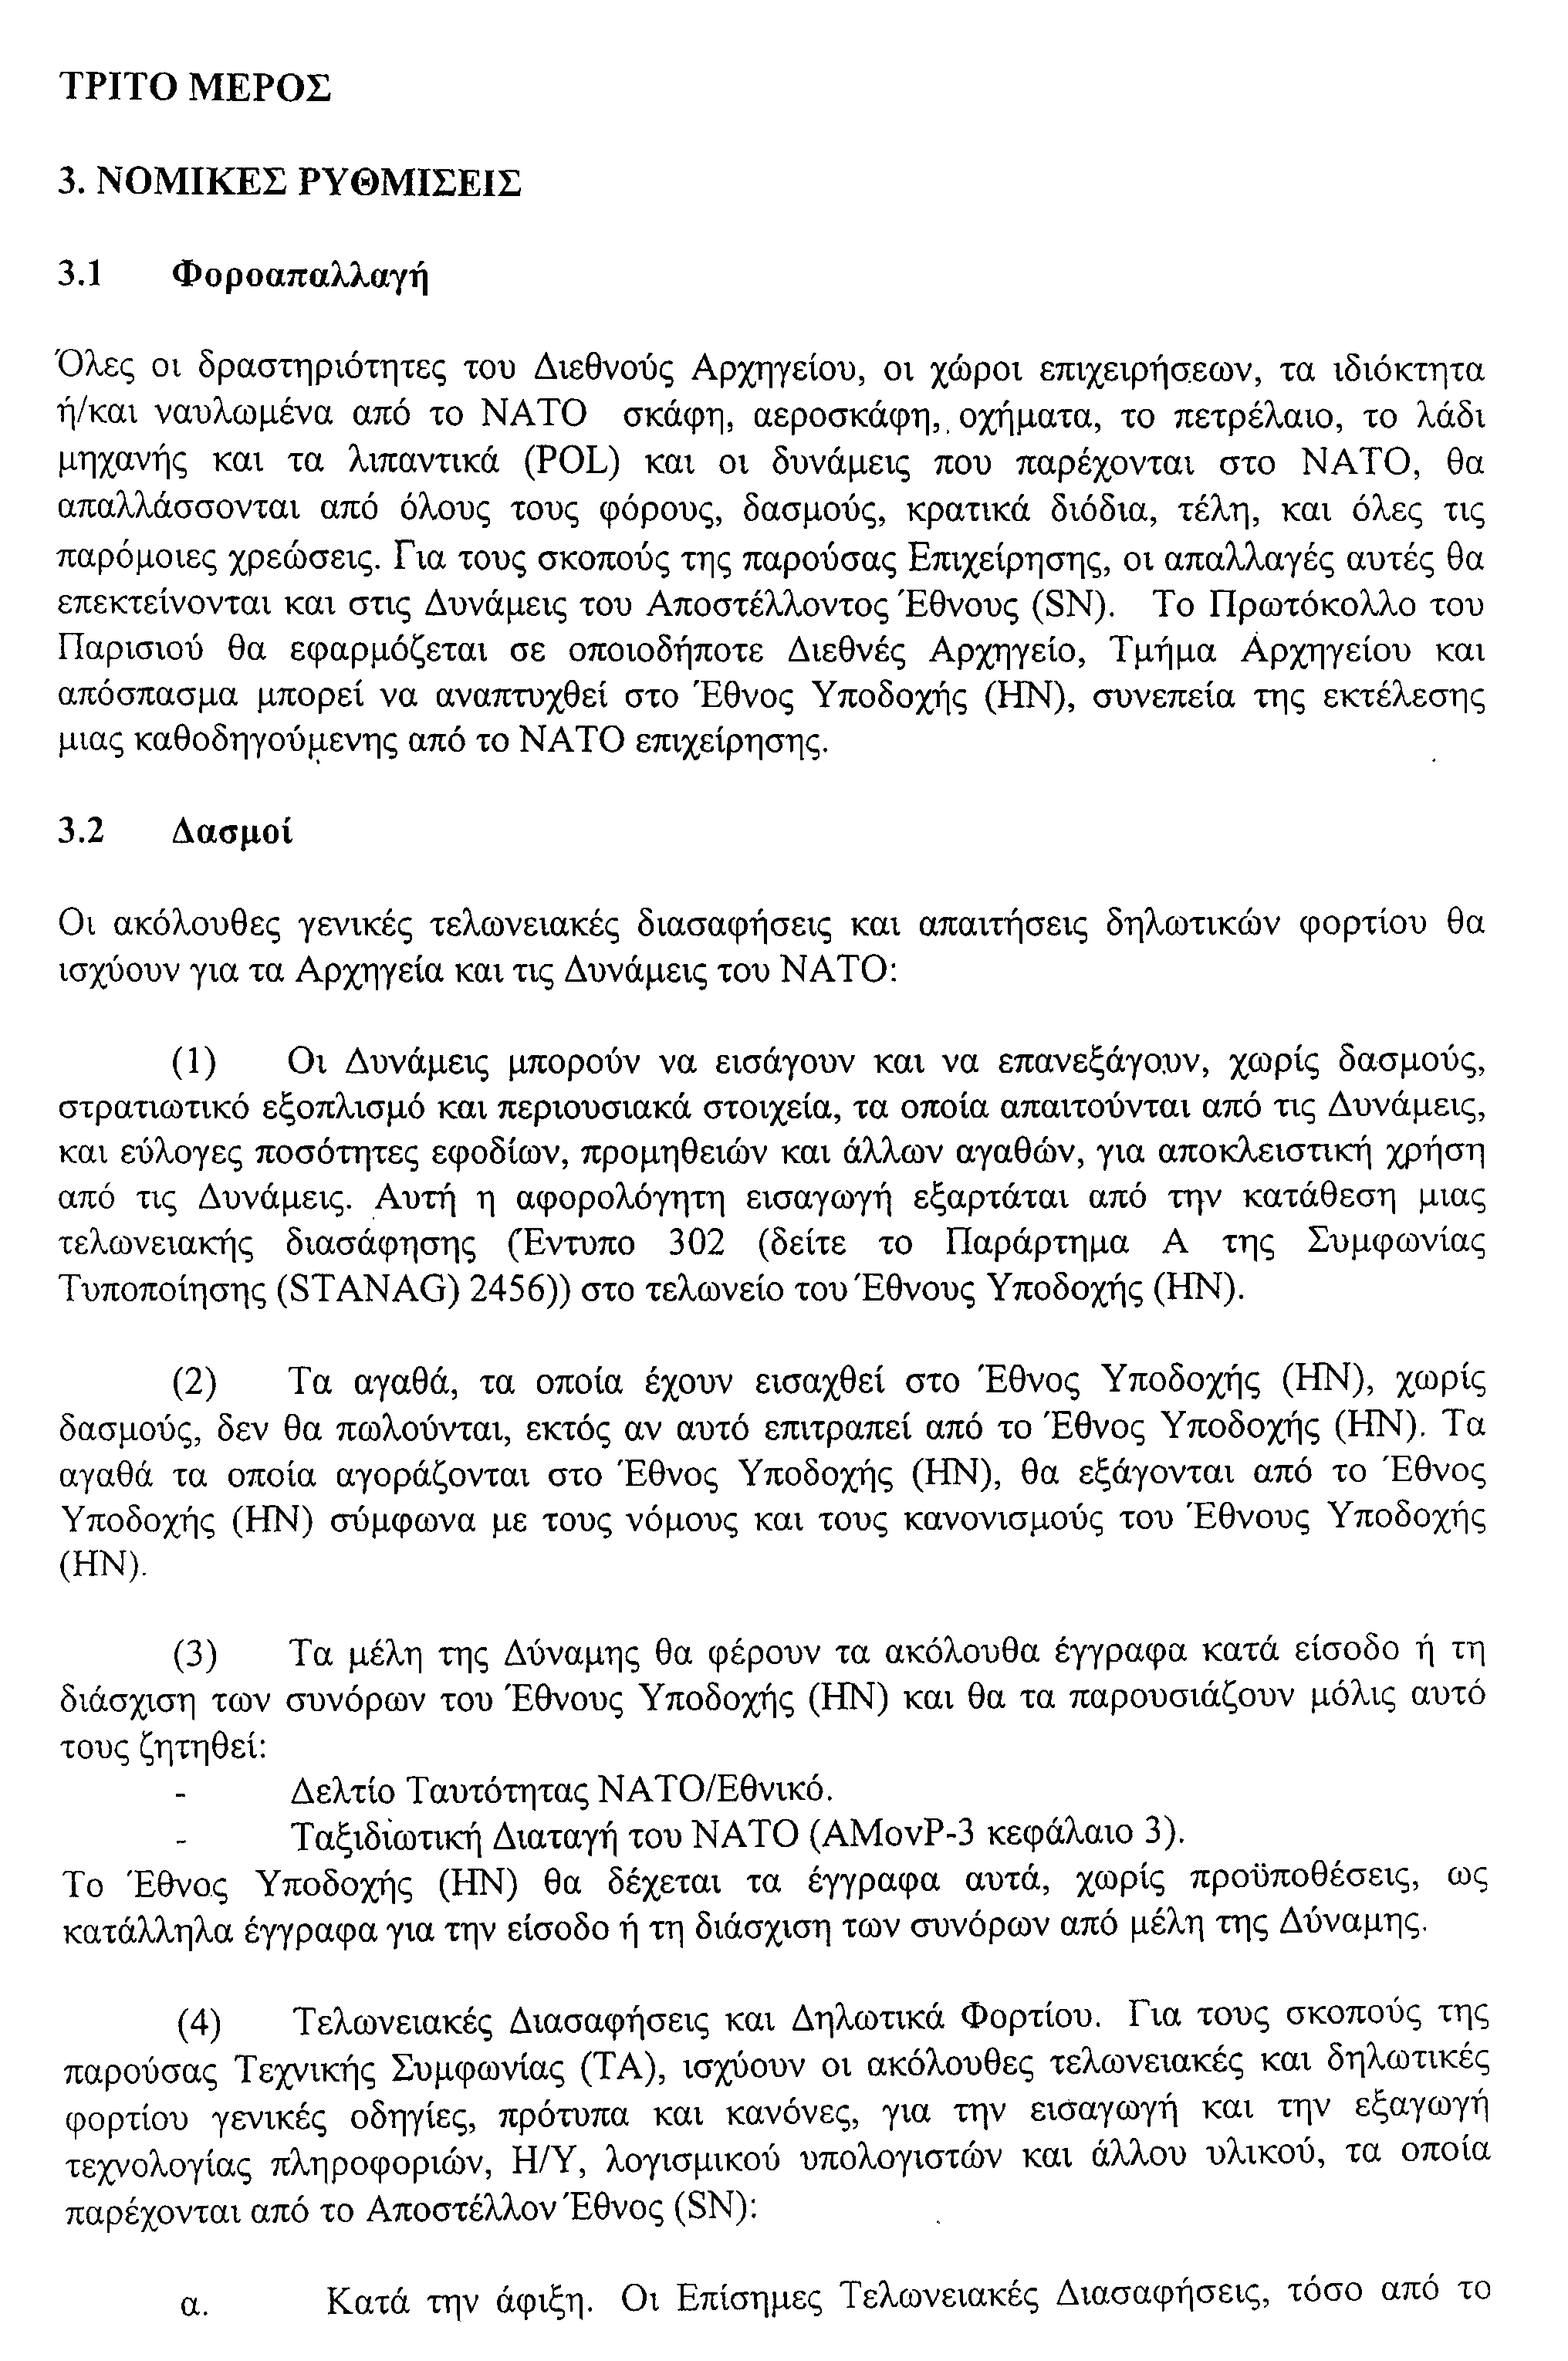 ΤΡΙΤΟ ΜΕΡΟΣ
3. ΝΟΜΙΚΕΣ ΡΥΘΜΙΣΕΙΣ
3.1 Φοροαπαλλαγή
Όλες οι δραστηριότητες του Διεθνούς Αρχηγείου, οι χώροι επιχειρήσεων, τα ιδιόκτητα
ή/και ναυλωμένα από το ΝΑΤΟ σκάφη, αεροσκάφη, οχήματα, το πετρέλαιο, το λάδι
μηχανής και τα λιπαντικά (POL) και οι δυνάμεις που παρέχονται στο ΝΑΤΟ, θα
απαλλάσσονται από όλους τους φόρους, δασμούς, κρατικά διόδια, τέλη, και όλες τις
παρόμοιες χρεώσεις. Για τους σκοπούς της παρούσας Επιχείρησης, οι απαλλαγές αυτές θα
επεκτείνονται και στις Δυνάμεις του Αποστέλλοντος Έθνους (SN). Το Πρωτόκολλο του
Παρισιού θα εφαρμόζεται σε οποιοδήποτε Διεθνές Αρχηγείο, Τμήμα Αρχηγείου και
απόσπασμα μπορεί να αναπτυχθεί στο Έθνος Υποδοχής (HN), συνεπεία της εκτέλεσης
μιας καθοδηγούμενης από το ΝΑΤΟ επιχείρησης.
3.2 Δασμοί
Οι ακόλουθες γενικές τελωνειακές διασαφήσεις και απαιτήσεις δηλωτικών φορτίου θα
ισχύουν για τα Αρχηγεία και τις Δυνάμεις του ΝΑΤΟ:
(1) Οι Δυνάμεις μπορούν να εισάγουν και να επανεξάγουν, χωρίς δασμούς,
στρατιωτικό εξοπλισμό και περιουσιακά στοιχεία, τα οποία απαιτούνται από τις Δυνάμεις,
και εύλογες ποσότητες εφοδίων, προμηθειών και άλλων αγαθών, για αποκλειστική χρήση
από τις Δυνάμεις. Αυτή η αφορολόγητη εισαγωγή εξαρτάται από την κατάθεση μιας
τελωνειακής διασάφησης (Έντυπο 302 (δείτε το Παράρτημα Α της Συμφωνίας
Τυποποίησης (STANAG) 2456)) στο τελωνείο του Έθνους Υποδοχής (HN).
(2) Τα αγαθά, τα οποία έχουν εισαχθεί στο Έθνος Υποδοχής (HN), χωρίς
δασμούς, δεν θα πωλούνται, εκτός αν αυτό επιτραπεί από το Έθνος Υποδοχής (HN). Τα
αγαθά τα οποία αγοράζονται στο Έθνος Υποδοχής (HN), θα εξάγονται από το Έθνος
Υποδοχής (HN) σύμφωνα με τους νόμους και τους κανονισμούς του Έθνους Υποδοχής
(HN).
(3) Τα μέλη της Δύναμης θα φέρουν τα ακόλουθα έγγραφα κατά είσοδο ή τη
διάσχιση των συνόρων του Έθνους Υποδοχής (HN) και θα τα παρουσιάζουν μόλις αυτό
τους ζητηθεί:
- Δελτίο Ταυτότητας ΝΑΤΟ/Εθνικό.
- Ταξιδιωτική Διαταγή του ΝΑΤΟ (AMovP-3 κεφάλαιο 3).
Το Έθνος Υποδοχής (HN) θα δέχεται τα έγγραφα αυτά, χωρίς προϋποθέσεις, ως
κατάλληλα έγγραφα για την είσοδο ή τη διάσχιση των συνόρων από μέλη της Δύναμης.
(4) Τελωνειακές Διασαφήσεις και Δηλωτικά Φορτίου. Για τους σκοπούς της
παρούσας Τεχνικής Συμφωνίας (TA), ισχύουν οι ακόλουθες τελωνειακές και δηλωτικές
φορτίου γενικές οδηγίες, πρότυπα και κανόνες, για την εισαγωγή και την εξαγωγή
τεχνολογίας πληροφοριών, Η/Υ, λογισμικού υπολογιστών και άλλου υλικού, τα οποία
παρέχονται από το Αποστέλλον Έθνος (SN):
α. Κατά την άφιξη. Οι Επίσημες Τελωνειακές Διασαφήσεις, τόσο από το